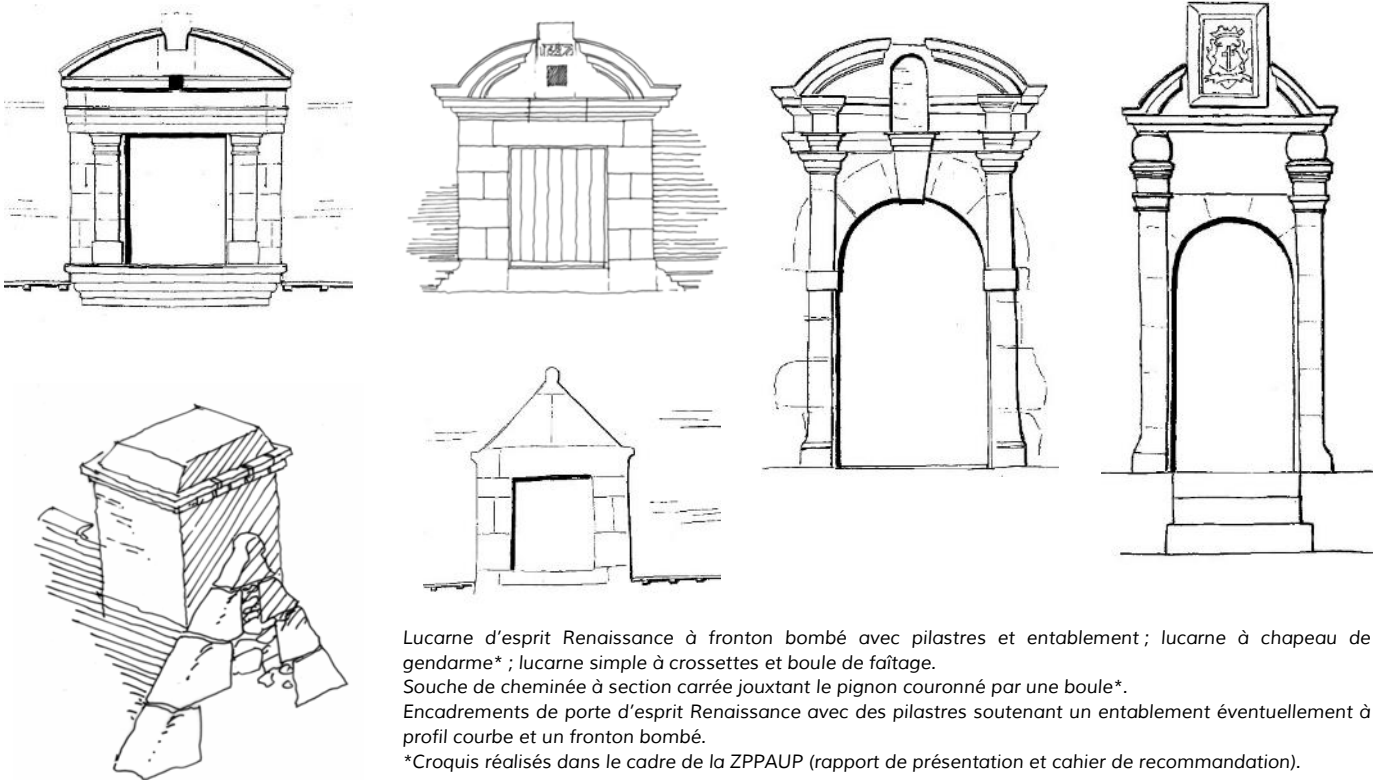 Lucarne d'esprit Renaissance à fronton bombé avec pilastres et entablement ; lucarne à chapeau de
gendarme* ; lucarne simple à crossettes et boule de faîtage.
Souche de cheminée à section carrée jouxtant le pignon couronné par une boule*.
Encadrements de porte d'esprit Renaissance avec des pilastres soutenant un entablement éventuellement à
profil courbe et un fronton bombé.
*Croquis réalisés dans le cadre de la ZPPAUP (rapport de présentation et cahier de recommandation).